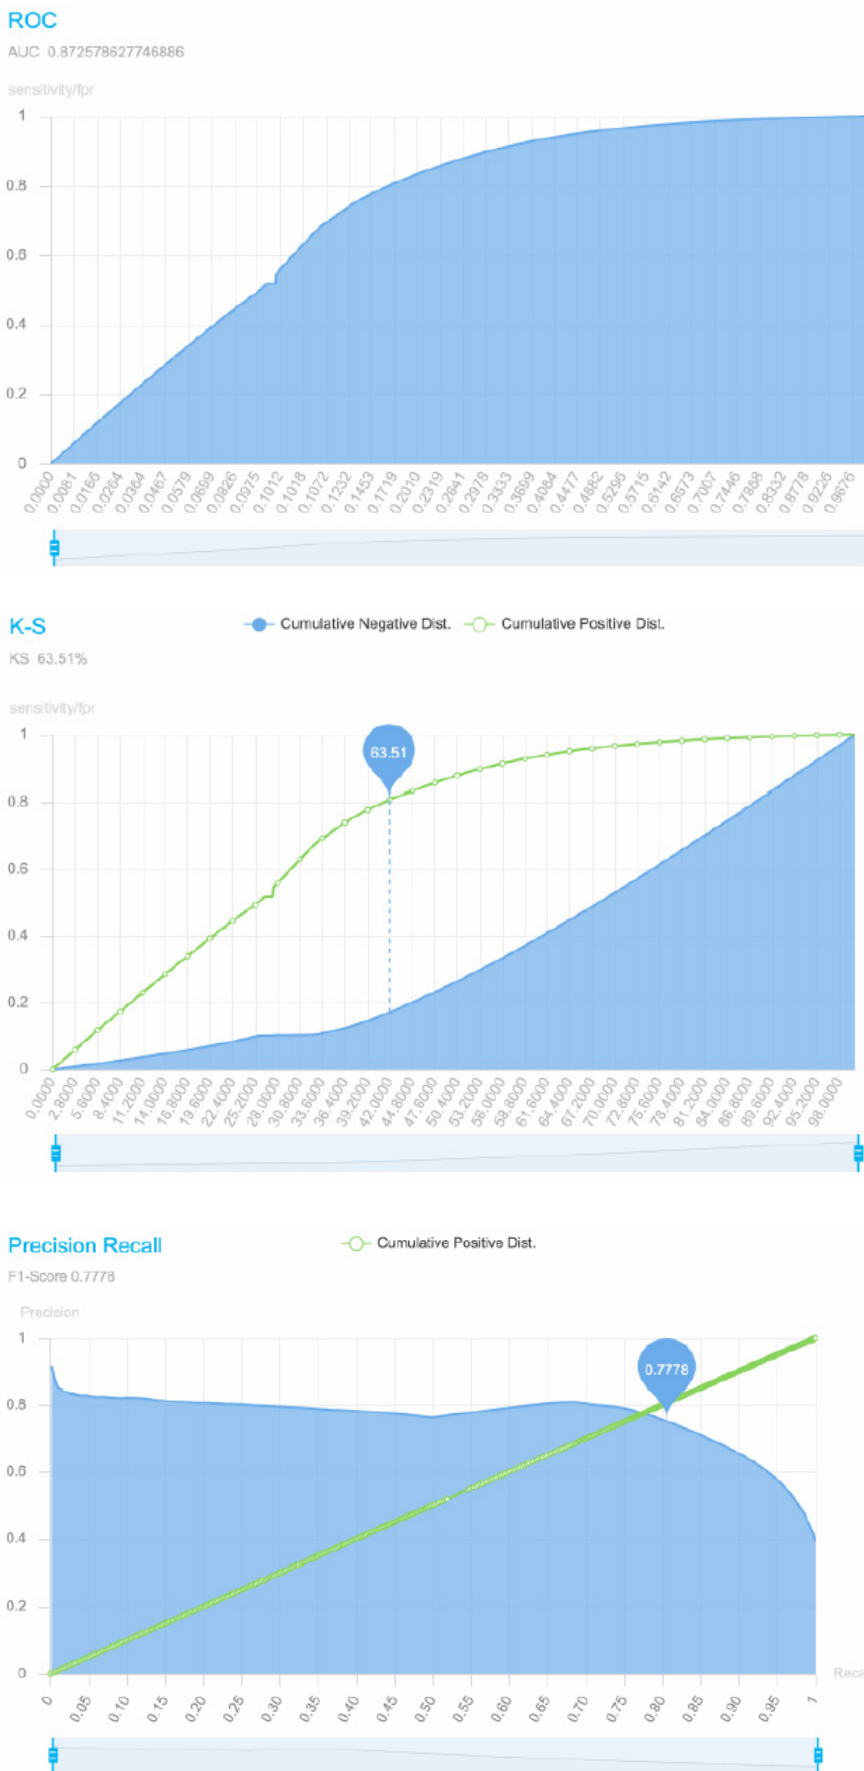 ROC
AUC 0.872578627746886
sensitivity/fpr
1
0.8
0.6
0.4
0.2
0
0.0000 0.0081 0.0166 0.0264 0.0364 0.0467 0.0579 0.0699 0.0826 0.0975 0.1012 0.1018 0.1072 0.1232 0.1453 0.1719 0.2010 0.2319 0.2641 0.2978 0.3333 0.3699 0.4084 0.4477 0.4882 0.5296 0.5715 0.6142 0.6573 0.7007 0.7446 0.7888 0.8332 0.8778 0.9226 0.9676
K-S
Cumulative Negative Dist. Cumulative Positive Dist.
KS 63.51%
sensitivity/fpr
63.51
1
0.8
0.6
0.4
0.2
0
0.0000 2.8000 5.6000 8.4000 11.2000 14.0000 16.8000 19.6000 22.4000 25.2000 28.0000 30.8000 33.6000 36.4000 39.2000 42.0000 44.8000 47.6000 50.4000 53.2000 56.0000 58.8000 61.6000 64.4000 67.2000 70.0000 72.8000 75.6000 78.4000 81.2000 84.0000 86.8000 89.6000 92.4000 95.2000 98.0000
Precision Recall
Cumulative Positive Dist.
F1-Score 0.7778
Precision
0.7778
1
0.8
0.6
0.4
0.2
0
Reca
0 0.05 0.10 0.15 0.20 0.25 0.30 0.35 0.40 0.45 0.50 0.55 0.60 0.65 0.70 0.75 0.80 0.85 0.90 0.95 1